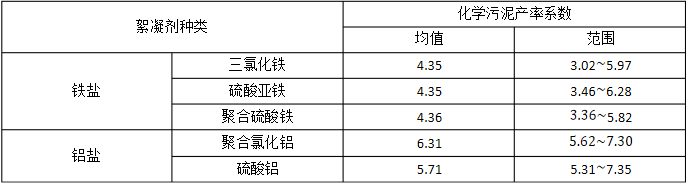 絮凝剂种类 化学污泥产率系数
均值 范围
铁盐 三氯化铁 4.35 3.02~5.97
硫酸亚铁 4.35 3.46~6.28
聚合硫酸铁 4.36 3.36~5.82
铝盐 聚合氯化铝 6.31 5.62~7.30
硫酸铝 5.71 5.31~7.35